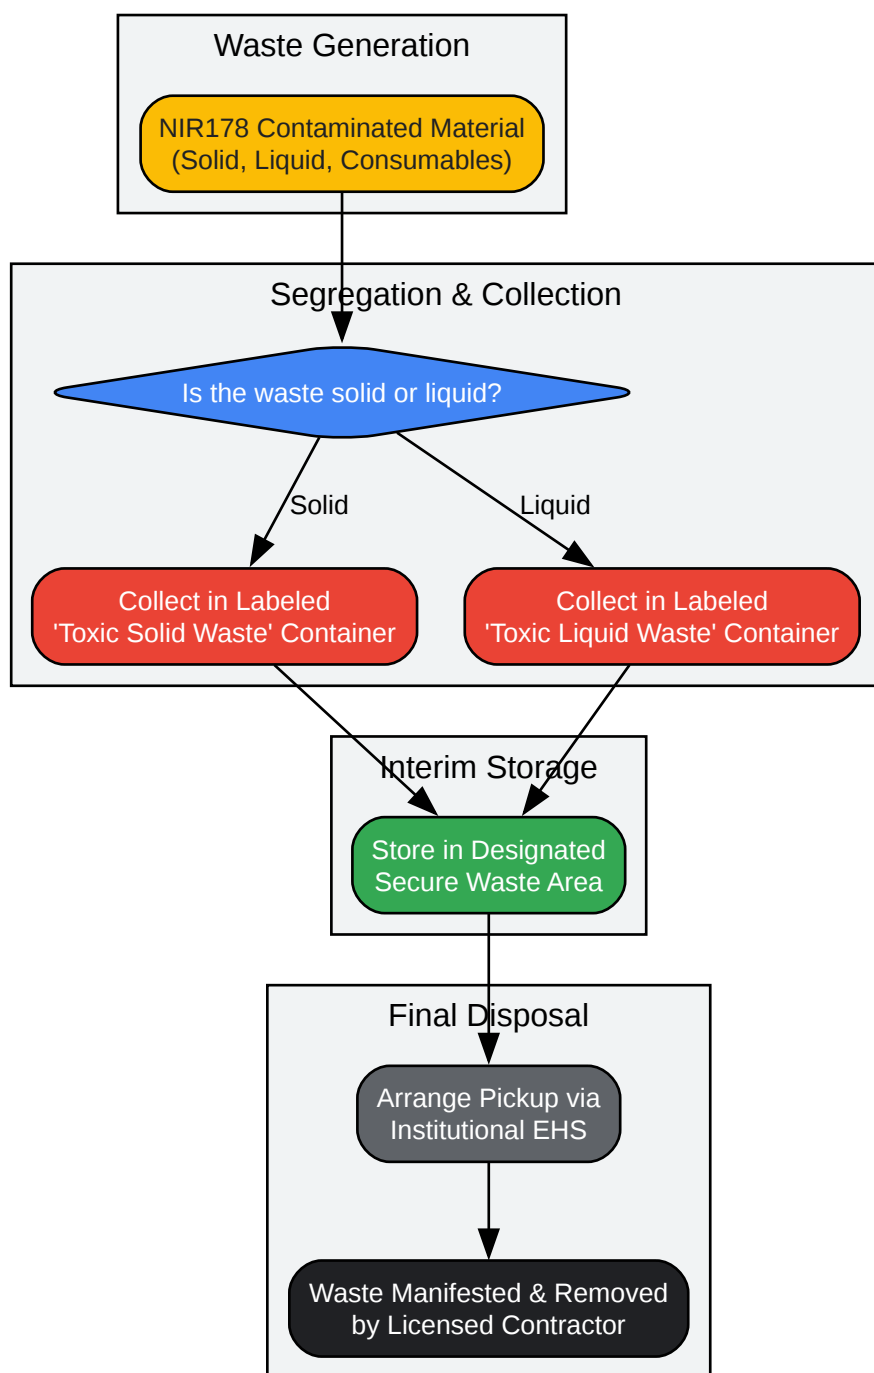 Waste Generation
NIR178 Contaminated Material
(Solid, Liquid, Consumables)
Segregation & Collection
Is the waste solid or liquid?
Solid
Liquid
Collect in Labeled
'Toxic Solid Waste' Container
Collect in Labeled
'Toxic Liquid Waste' Container
Interim Storage
Store in Designated
Secure Waste Area
Final Disposal
Arrange Pickup via
Institutional EHS
Waste Manifested & Removed
by Licensed Contractor